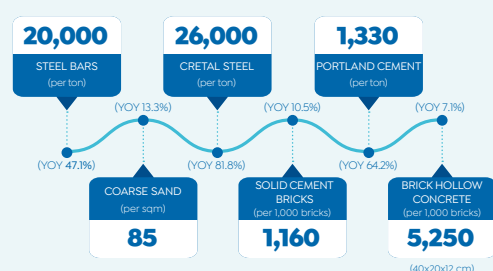 20,000
STEEL BARS
(per ton)
26,000
CRETAL STEEL
(per ton)
1,330
PORTLAND CEMENT
(per ton)
(YOY 13.3%)
(YOY 10.5%)
(YOY 7.1%)
(YOY 47.1%)
(YOY 81.8%)
(YOY 64.2%)
COARSE SAND
(per sqm)
85
SOLID CEMENT
BRICKS
(per 1,000 bricks)
1,160
BRICK HOLLOW
CONCRETE
(per 1,000 bricks)
5,250
(40x20x12 cm)